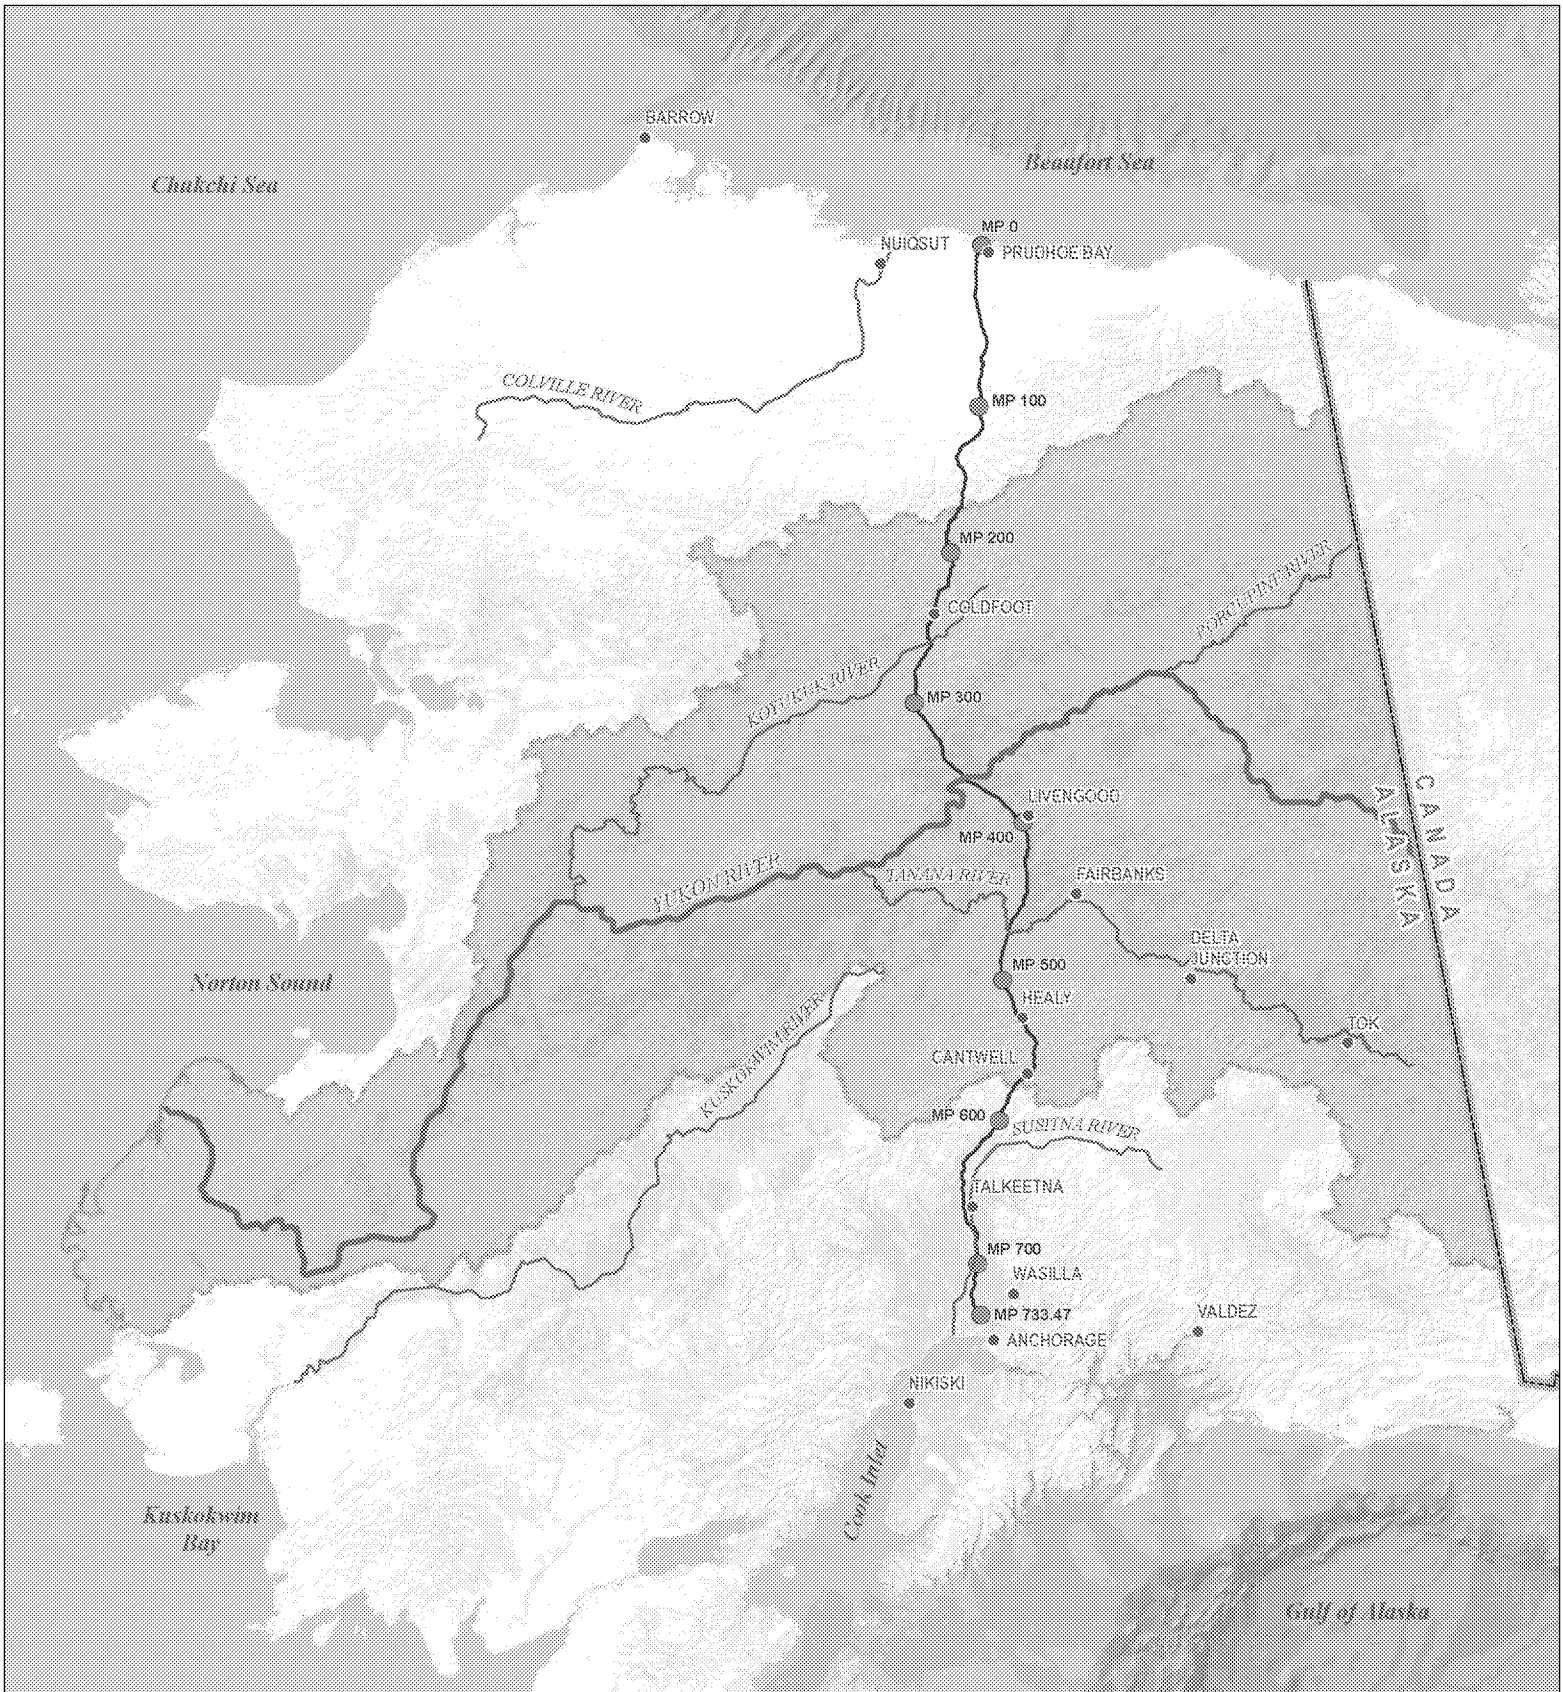 BARROW
Beaufort Sea
Chukchi Sea
MP 0
NUIQSUT
PRUDHOE BAY
COLVILLE RIVER
MP 100
MP 200
PORCUPINE RIVER
COLDFOOT
KOYUKUK RIVER
MP 300
CANADA
ALASKA
LIVENGOOD
MP 400
YUKON RIVER
TANANA RIVER
FAIRBANKS
DELTA
JUNCTION
MP 500
Norton Sound
HEALY
KUSKOKWIM RIVER
TOK
CANTWELL
MP 600
SUSITNA RIVER
TALKEETNA
MP 700
WASILLA
MP 733.47
VALDEZ
ANCHORAGE
NIKISKI
Cook Inlet
Kuskokwim
Bay
Gulf of Alaska